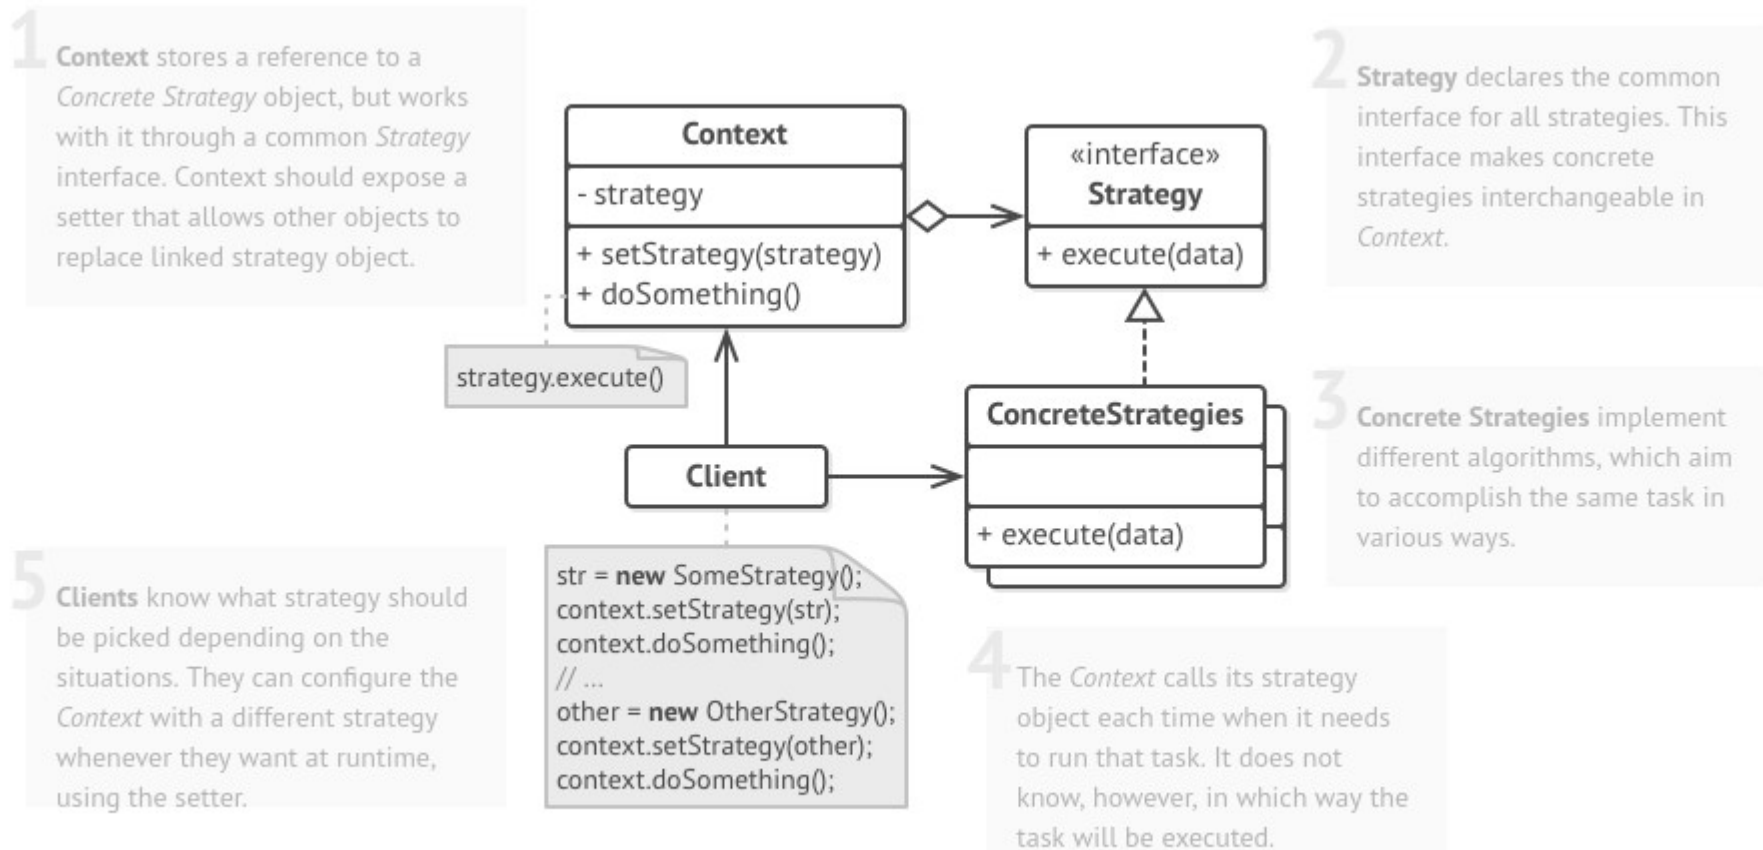 1
Context stores a reference to a
Concrete Strategy object, but works
with it through a common Strategy
interface. Context should expose a
setter that allows other objects to
replace linked strategy object.
Context
- strategy
+ setStrategy(strategy)
+ doSomething()
strategy.execute()
«interface»
Strategy
+ execute(data)
2
Strategy declares the common
interface for all strategies. This
interface makes concrete
strategies interchangeable in
Context.
ConcreteStrategies
+ execute(data)
3
Concrete Strategies implement
different algorithms, which aim
to accomplish the same task in
various ways.
Client
str = new SomeStrategy();
context.setStrategy(str);
context.doSomething();
// ...
other = new OtherStrategy();
context.setStrategy(other);
context.doSomething();
4
The Context calls its strategy
object each time when it needs
to run that task. It does not
know, however, in which way the
task will be executed.
5
Clients know what strategy should
be picked depending on the
situations. They can configure the
Context with a different strategy
whenever they want at runtime,
using the setter.